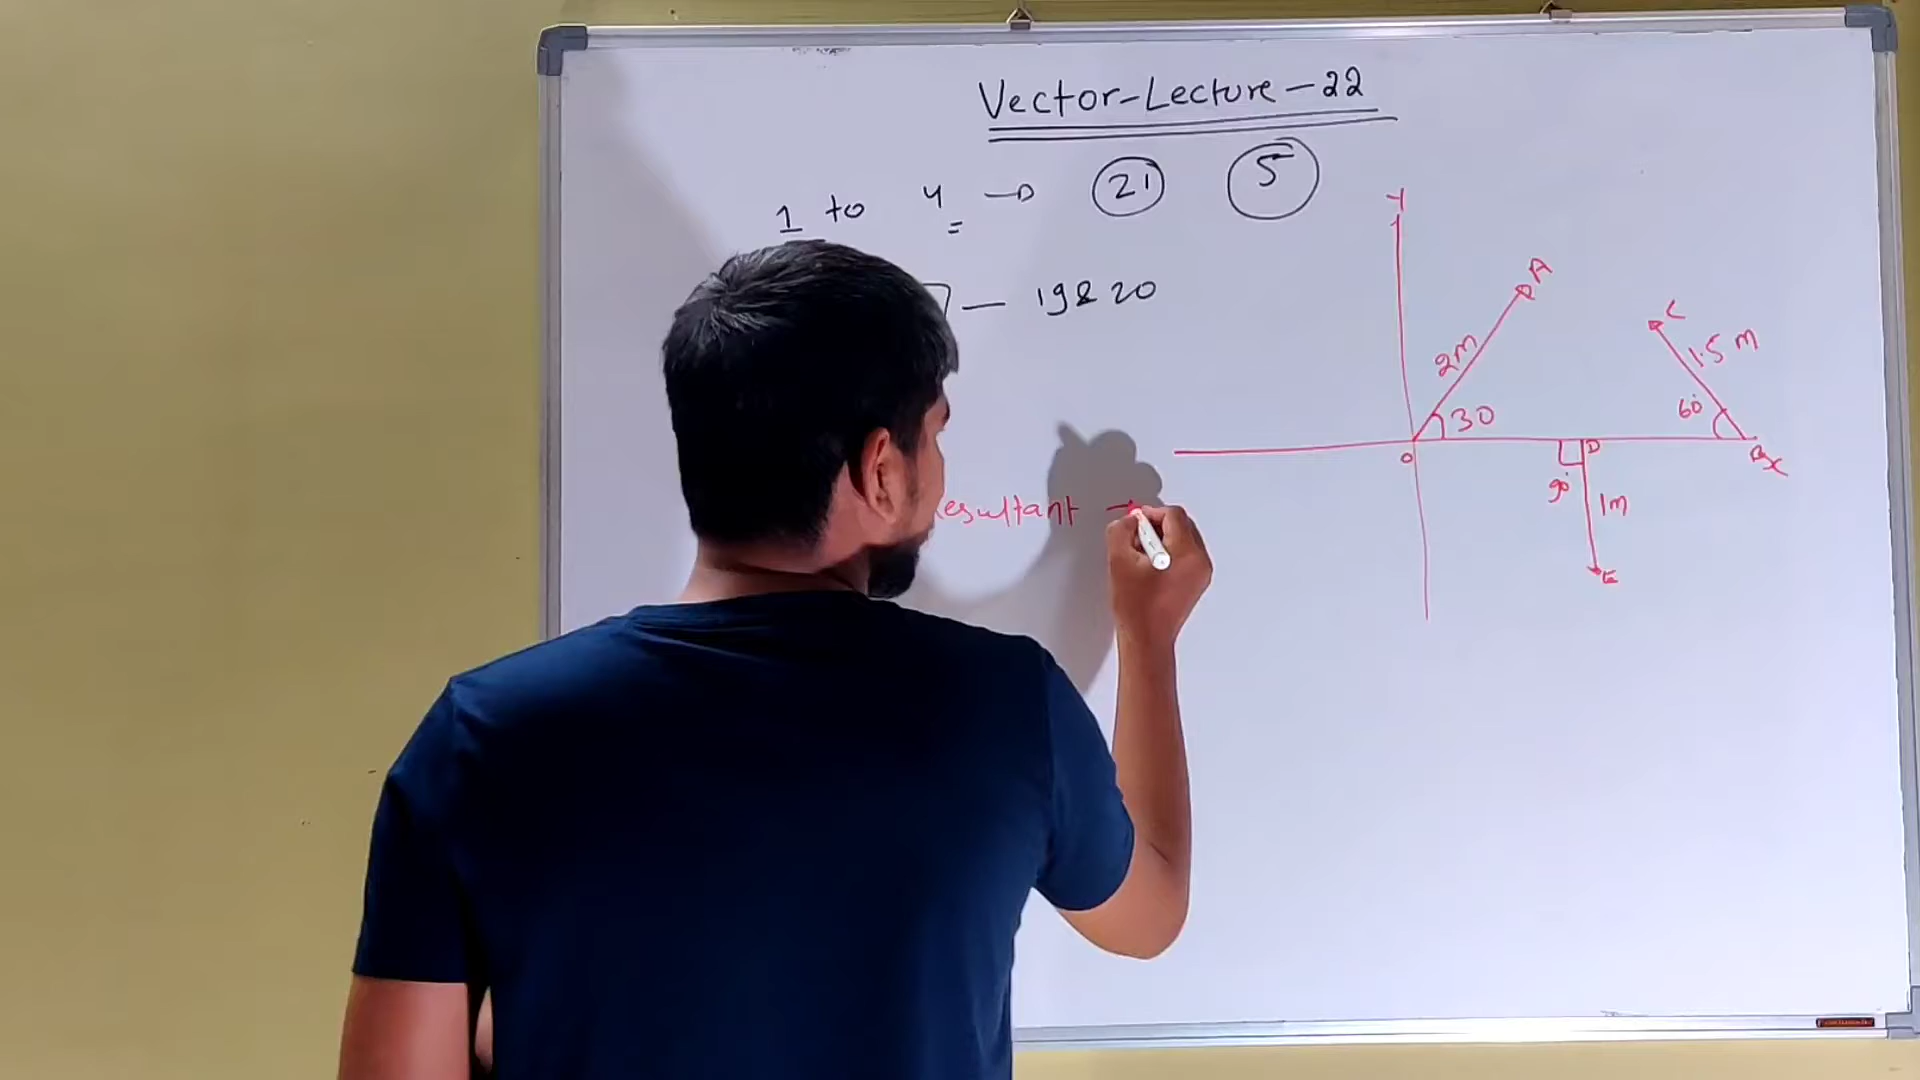 Vector-Lecture-22
1 to 4 → 21 5
— 19 & 20
esultant →
Y
A
2m
30
O
C
1.5 m
60°
B
X
D
90°
1m
E